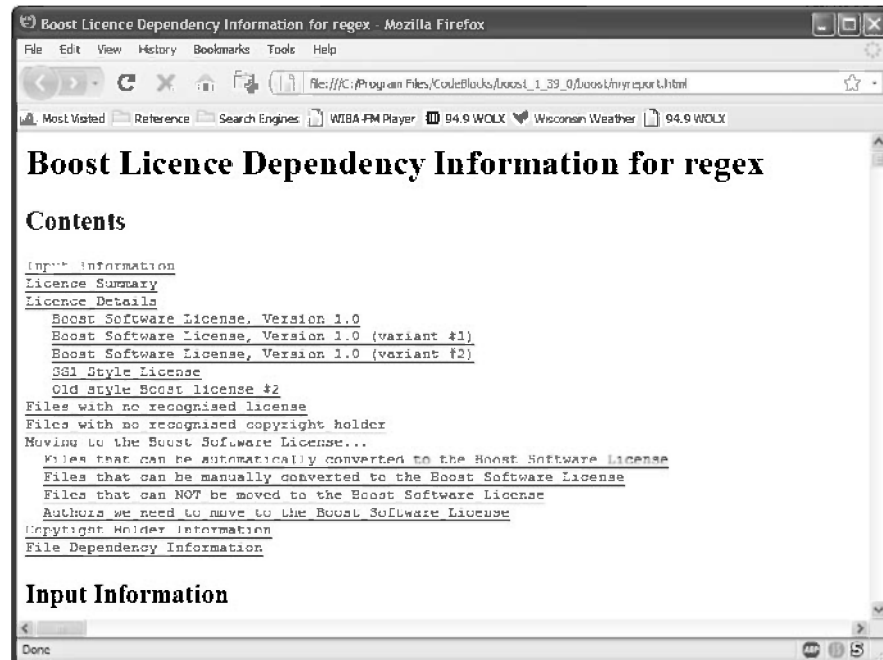 Boost Licence Dependency Information for regex - Mozilla Firefox
File Edit View History Bookmarks Tools Help
file:///C:/Program Files/CodeBlocks/boost_1_39_0/boost/myreport.html
Most Visited Reference Search Engines WIBA-FM Player 94.9 WOLX Wisconsin Weather 94.9 WOLX
Boost Licence Dependency Information for regex
Contents
Input Information
Licence Summary
Licence Details
Boost Software License, Version 1.0
Boost Software License, Version 1.0 (variant #1)
Boost Software License, Version 1.0 (variant #2)
SGI Style License
Old style Boost license #2
Files with no recognised license
Files with no recognised copyright holder
Moving to the Boost Software License...
Files that can be automatically converted to the Boost Software License
Files that can be manually converted to the Boost Software License
Files that can NOT be moved to the Boost Software License
Authors we need to move to the Boost Software License
Copyright Holder Information
File Dependency Information
Input Information
Done
ABP
S